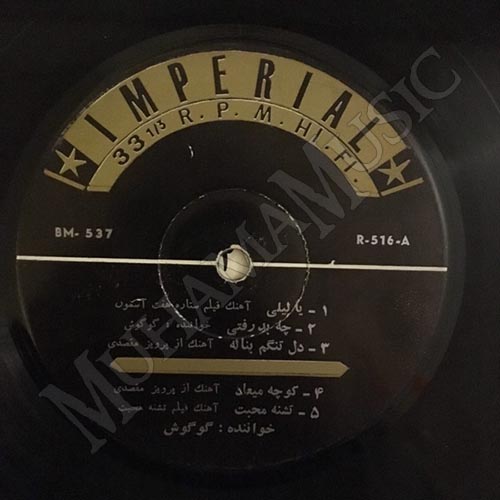 IMPERIAL
33 1/3 R. P. M. HI. FI.
BM- 537
R-516-A
۱ - یا لیلی آهنگ فیلم ستاره هفت آسمون
۲ - چه بد رفتی خواننده : گوگوش
۳ - دل تنگم بناله آهنگ از پرویز مقصدی
۴ - کوچه میعاد آهنگ از پرویز مقصدی
۵ - تشنه محبت آهنگ فیلم تشنه محبت
خواننده : گوگوش